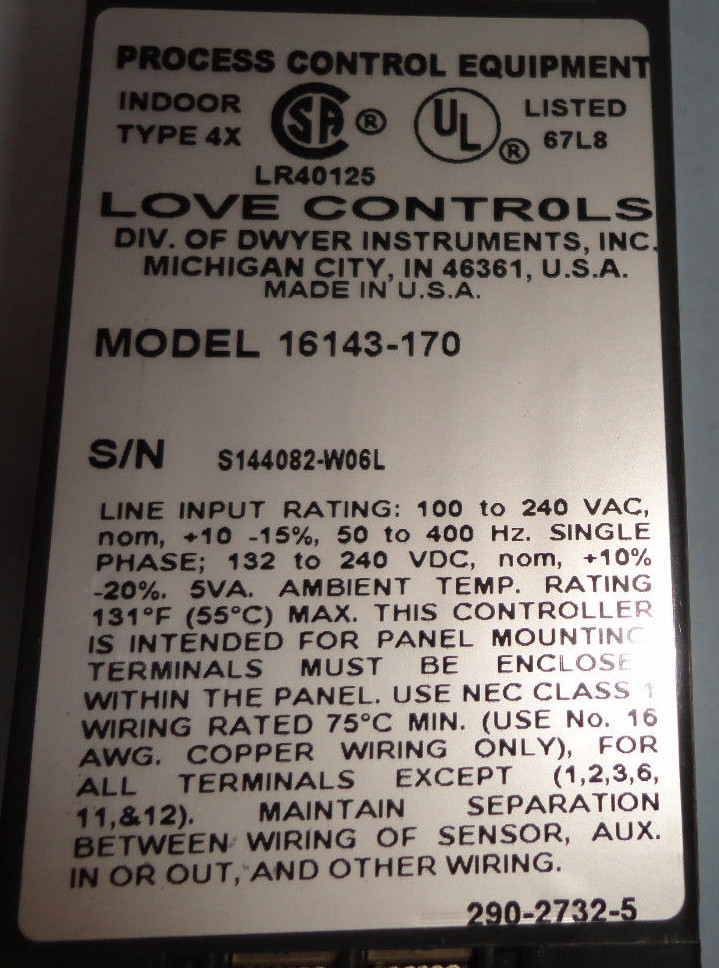 PROCESS CONTROL EQUIPMENT
INDOOR
TYPE 4X
SA ®
UL ®
LISTED
67L8
LR40125
LOVE CONTROLS
DIV. OF DWYER INSTRUMENTS, INC.
MICHIGAN CITY, IN 46361, U.S.A.
MADE IN U.S.A.
MODEL 16143-170
S/N S144082-W06L
LINE INPUT RATING: 100 to 240 VAC,
nom, +10 -15%, 50 to 400 Hz. SINGLE
PHASE; 132 to 240 VDC, nom, +10%
-20%. 5VA. AMBIENT TEMP. RATING
131°F (55°C) MAX. THIS CONTROLLER
IS INTENDED FOR PANEL MOUNTING
TERMINALS MUST BE ENCLOSE
WITHIN THE PANEL. USE NEC CLASS 1
WIRING RATED 75°C MIN. (USE No. 16
AWG. COPPER WIRING ONLY), FOR
ALL TERMINALS EXCEPT (1,2,3,6,
11,&12). MAINTAIN SEPARATION
BETWEEN WIRING OF SENSOR, AUX.
IN OR OUT, AND OTHER WIRING.
290-2732-5